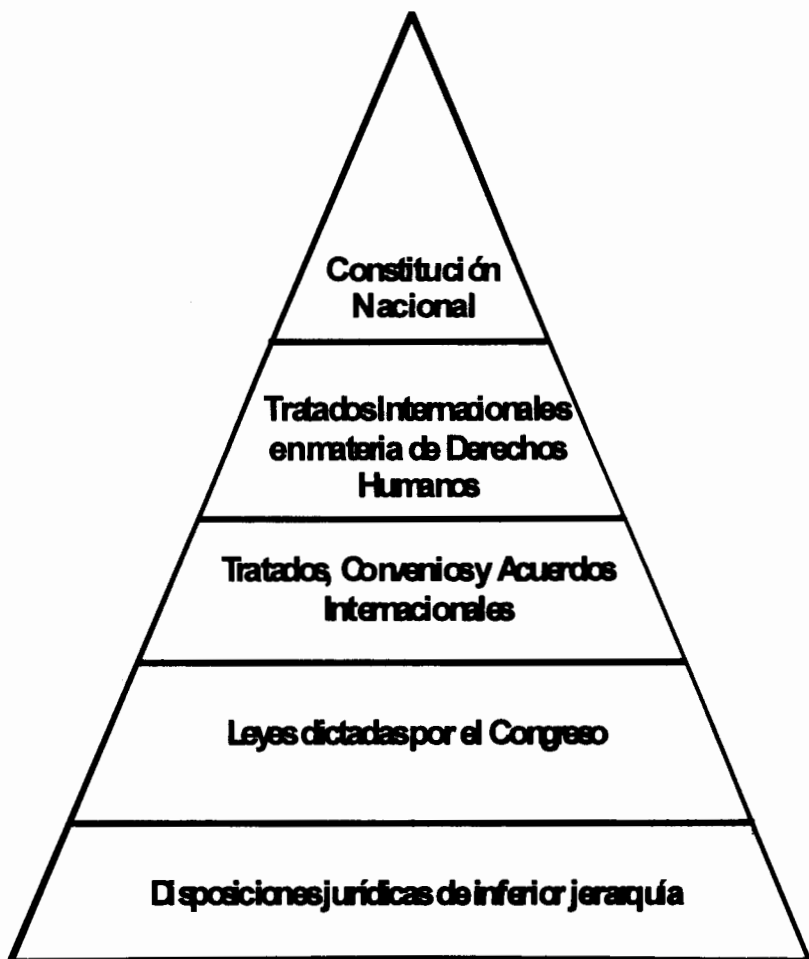 Constitución
Nacional
Tratados Internacionales
en materia de Derechos
Humanos
Tratados, Convenios y Acuerdos
Internacionales
Leyes dictadas por el Congreso
Disposiciones jurídicas de inferior jerarquía